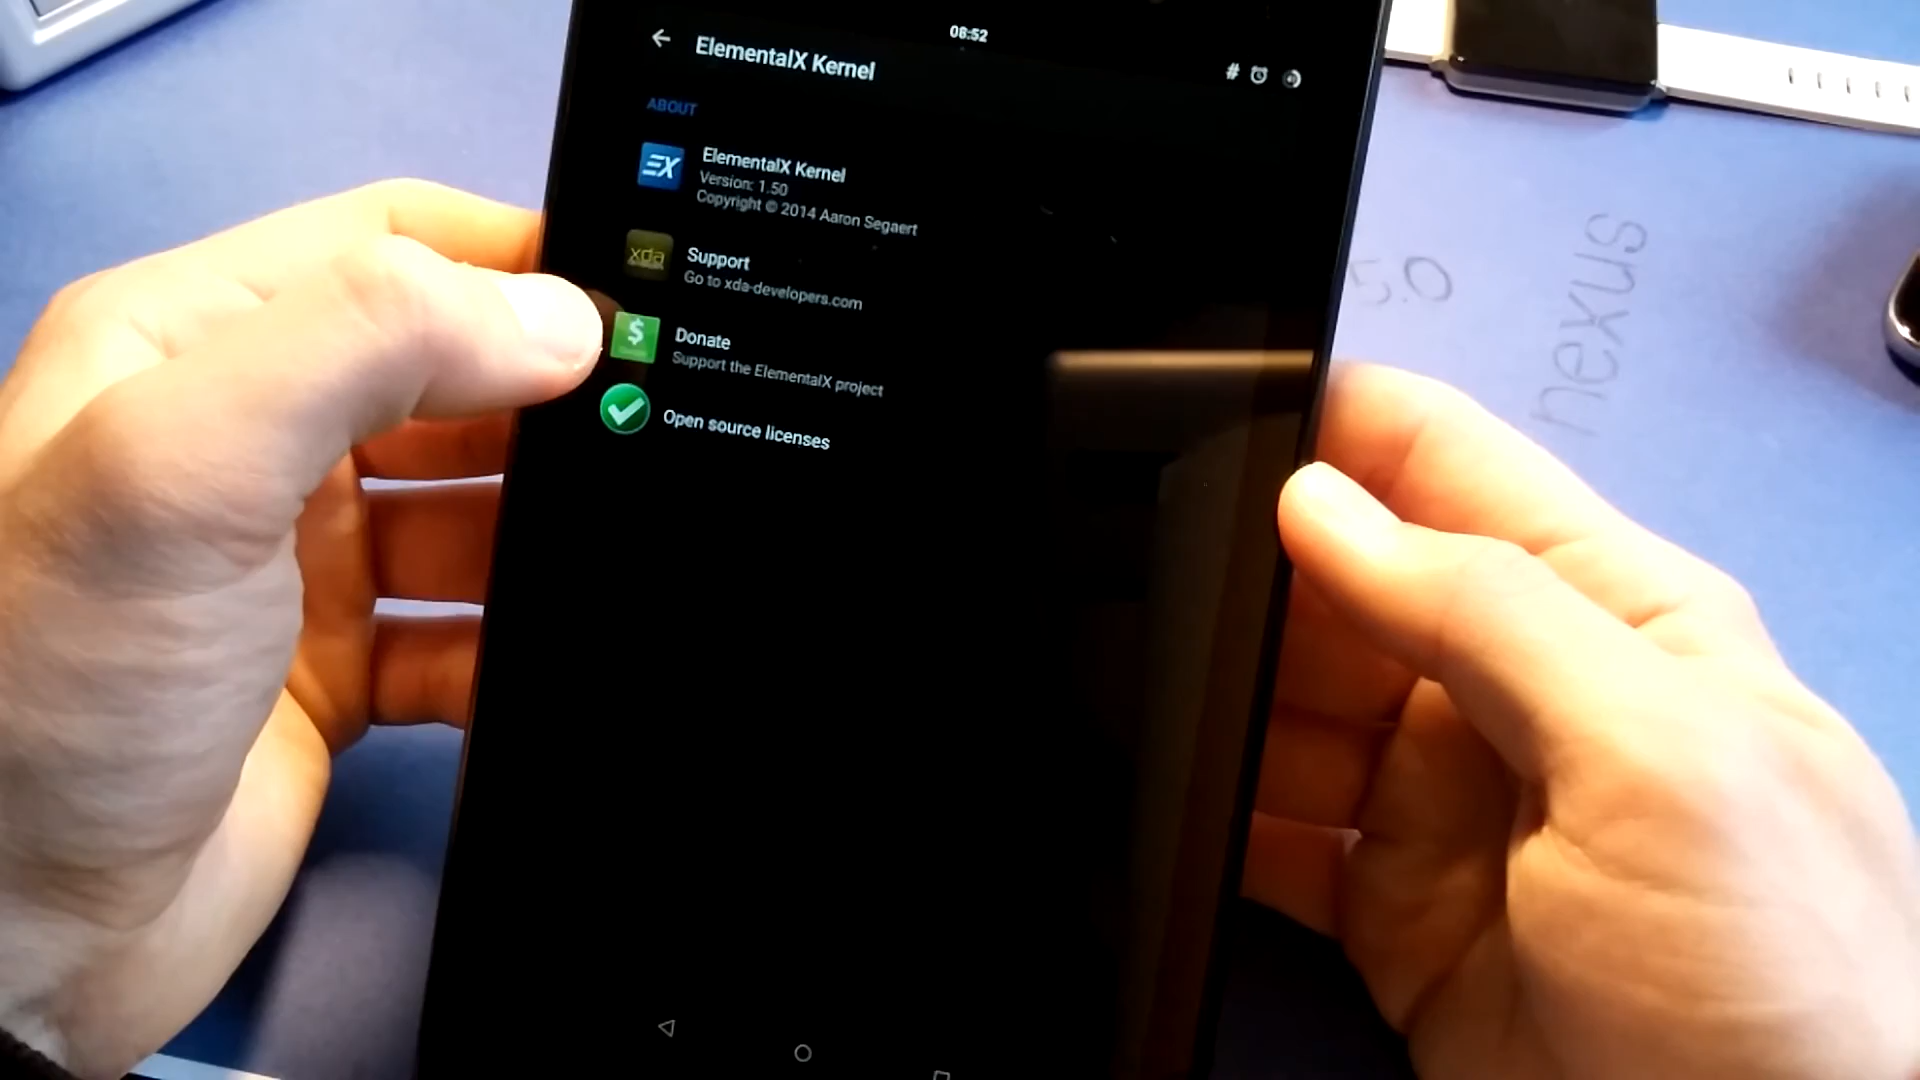 08:52
ElementalX Kernel
#
ABOUT
EX
ElementalX Kernel
Version: 1.50
Copyright © 2014 Aaron Segaert
xda
Support
Go to xda-developers.com
$
Donate
Support the ElementalX project
Open source licenses
5.0
nexus